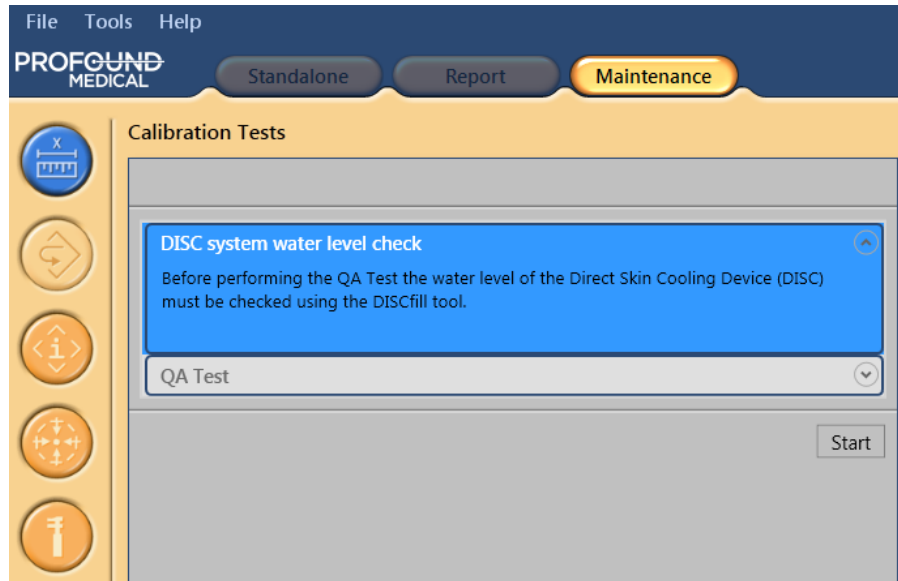 File Tools Help
PROFOUND
MEDICAL
Standalone Report Maintenance
Calibration Tests
X
DISC system water level check
Before performing the QA Test the water level of the Direct Skin Cooling Device (DISC)
must be checked using the DISCfill tool.
i
QA Test
Start